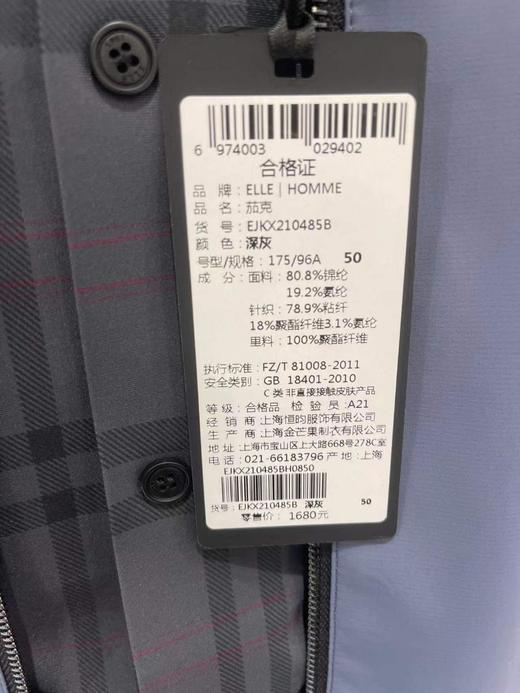 6 974003 029402
合格证
品 牌：ELLE | HOMME
品 名：茄克
货 号：EJKX210485B
颜 色：深灰
号型/规格：175/96A 50
成 分：面料：80.8%锦纶
19.2%氨纶
针织：78.9%粘纤
18%聚酯纤维3.1%氨纶
里料：100%聚酯纤维
执行标准：FZ/T 81008-2011
安全类别：GB 18401-2010
C 类 非直接接触皮肤产品
等 级：合格品 检 验 员：A21
经 销 商：上海恒昀服饰有限公司
生 产 商：上海金芒果制衣有限公司
地 址：上海市宝山区上大路668号278C室
电 话：021-66183796 产 地：上海
EJKX210485BH0850
货号：EJKX210485B 深灰 50
零售价：1680元